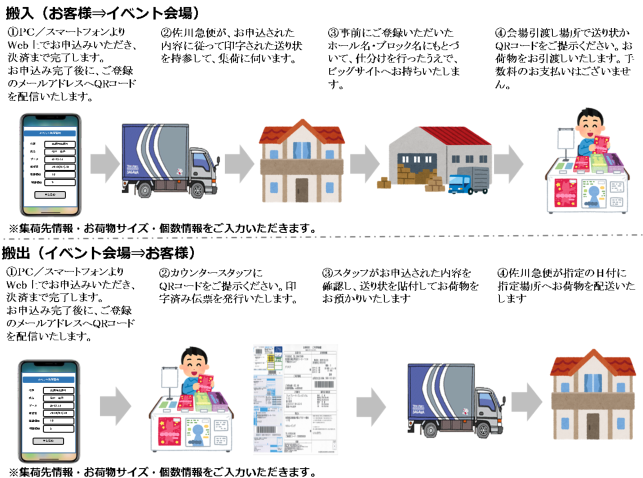 搬入（お客様⇒イベント会場）
①PC／スマートフォンより
Web上でお申込みいただき、
決済まで完了します。
お申込み完了後に、ご登録
のメールアドレスへQRコード
を配信いたします。
②佐川急便が、お申込された
内容に従って印字された送り状
を持参して、集荷に伺います。
③事前にご登録いただいた
ホール名・ブロック名にもとづ
いて、仕分けを行ったうえで、
ビッグサイトへお持ちいたしま
す。
④会場引渡し場所で送り状か
QRコードをご提示ください。お
荷物をお引渡しいたします。手
数料のお支払いはございませ
ん。
※集荷先情報・お荷物サイズ・個数情報をご入力いただきます。
搬出（イベント会場⇒お客様）
①PC／スマートフォンより
Web上でお申込みいただき、
決済まで完了します。
お申込み完了後に、ご登録
のメールアドレスへQRコード
を配信いたします。
②カウンタースタッフに
QRコードをご提示ください。印
字済み伝票を発行いたします。
③スタッフがお申込された内容を
確認し、送り状を貼付してお荷物を
お預かりいたします
④佐川急便が指定の日付に
指定場所へお荷物を配送いた
します
※集荷先情報・お荷物サイズ・個数情報をご入力いただきます。